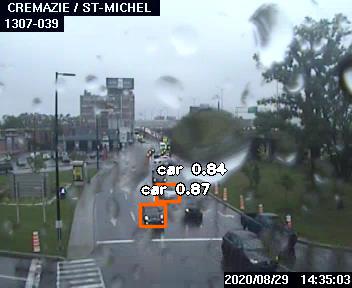 CREMAZIE / ST-MICHEL
1307-039
car 0.84
car 0.87
2020/08/29 14:35:03